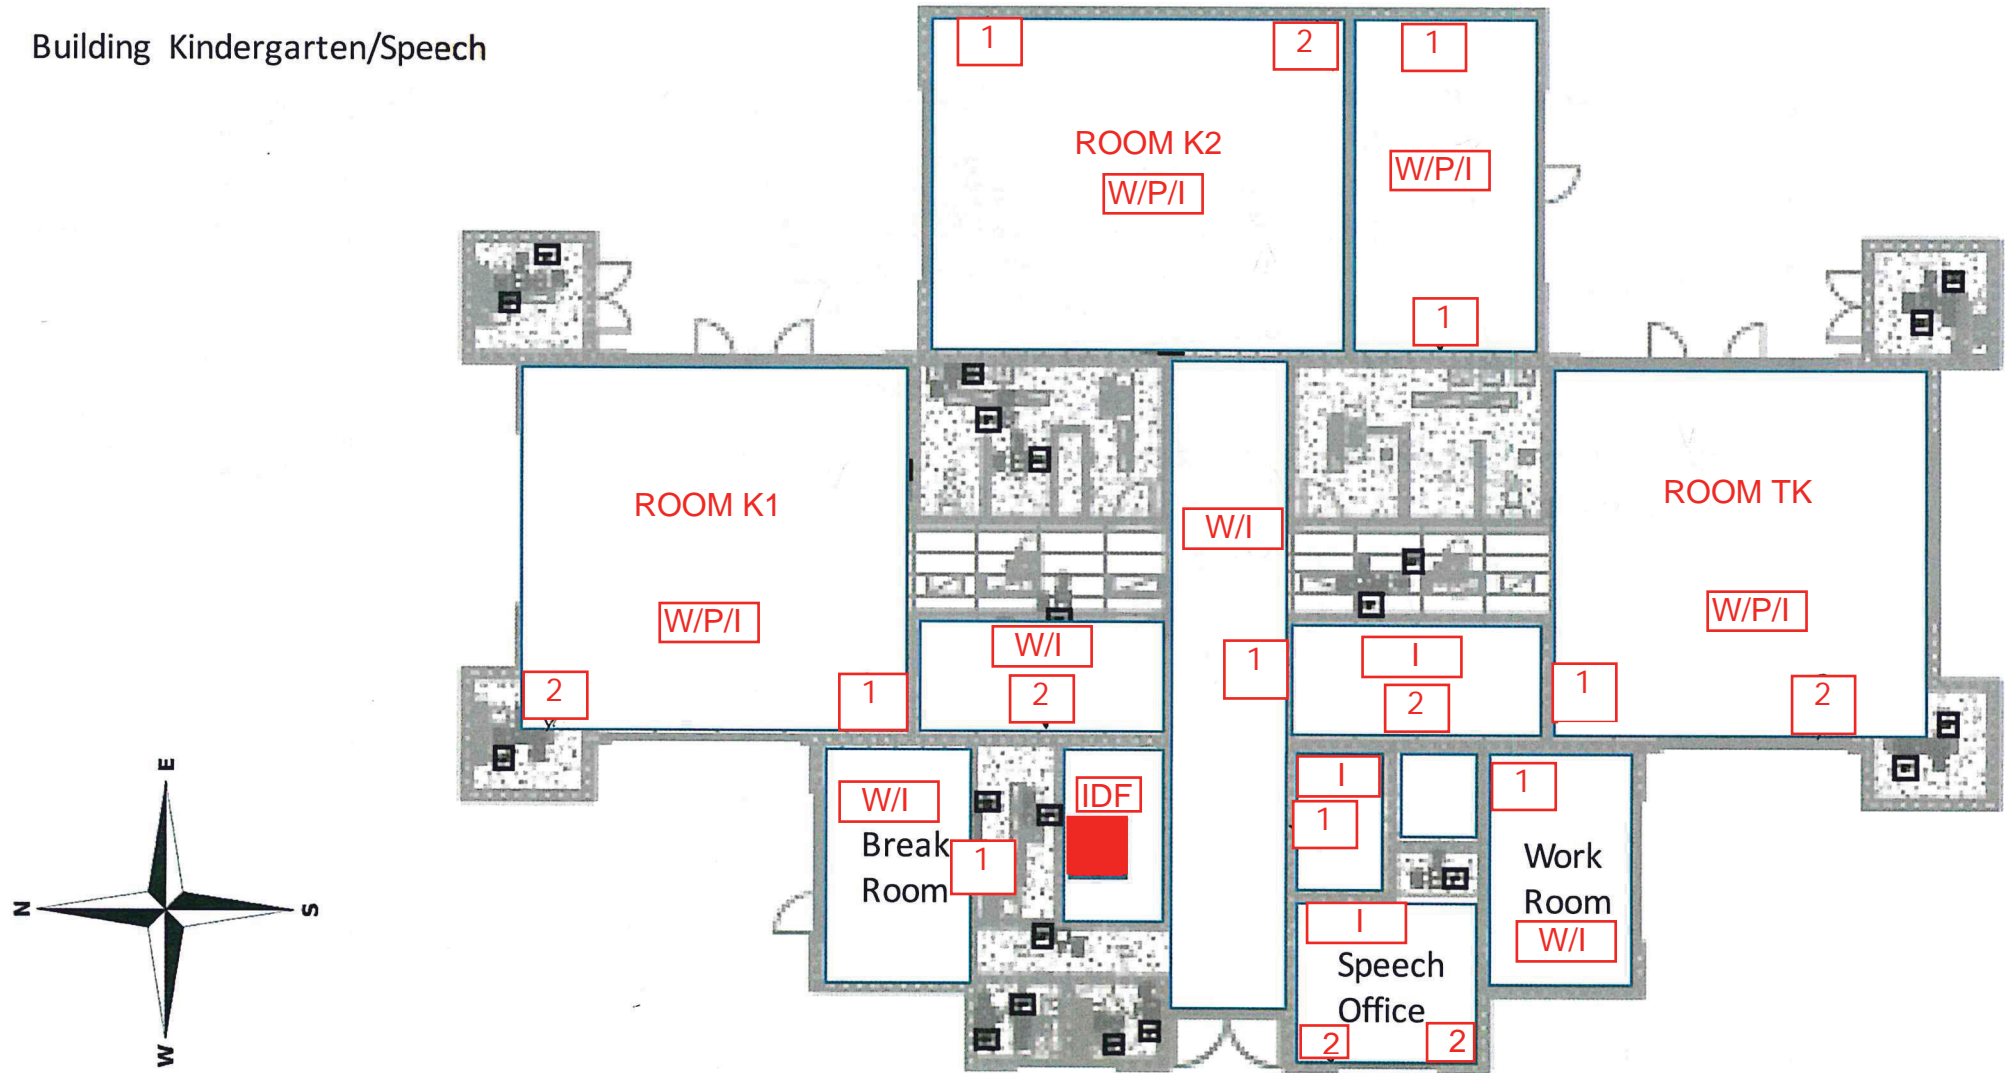 Building Kindergarten/Speech
1
2
1
ROOM K2
W/P/I
W/P/I
1
ROOM K1
ROOM TK
W/I
W/P/I
W/P/I
W/I
I
1
2
1
2
2
1
2
E
N
S
W
W/I
Break
Room
1
IDF
I
1
1
Work
Room
W/I
I
Speech
Office
2
2